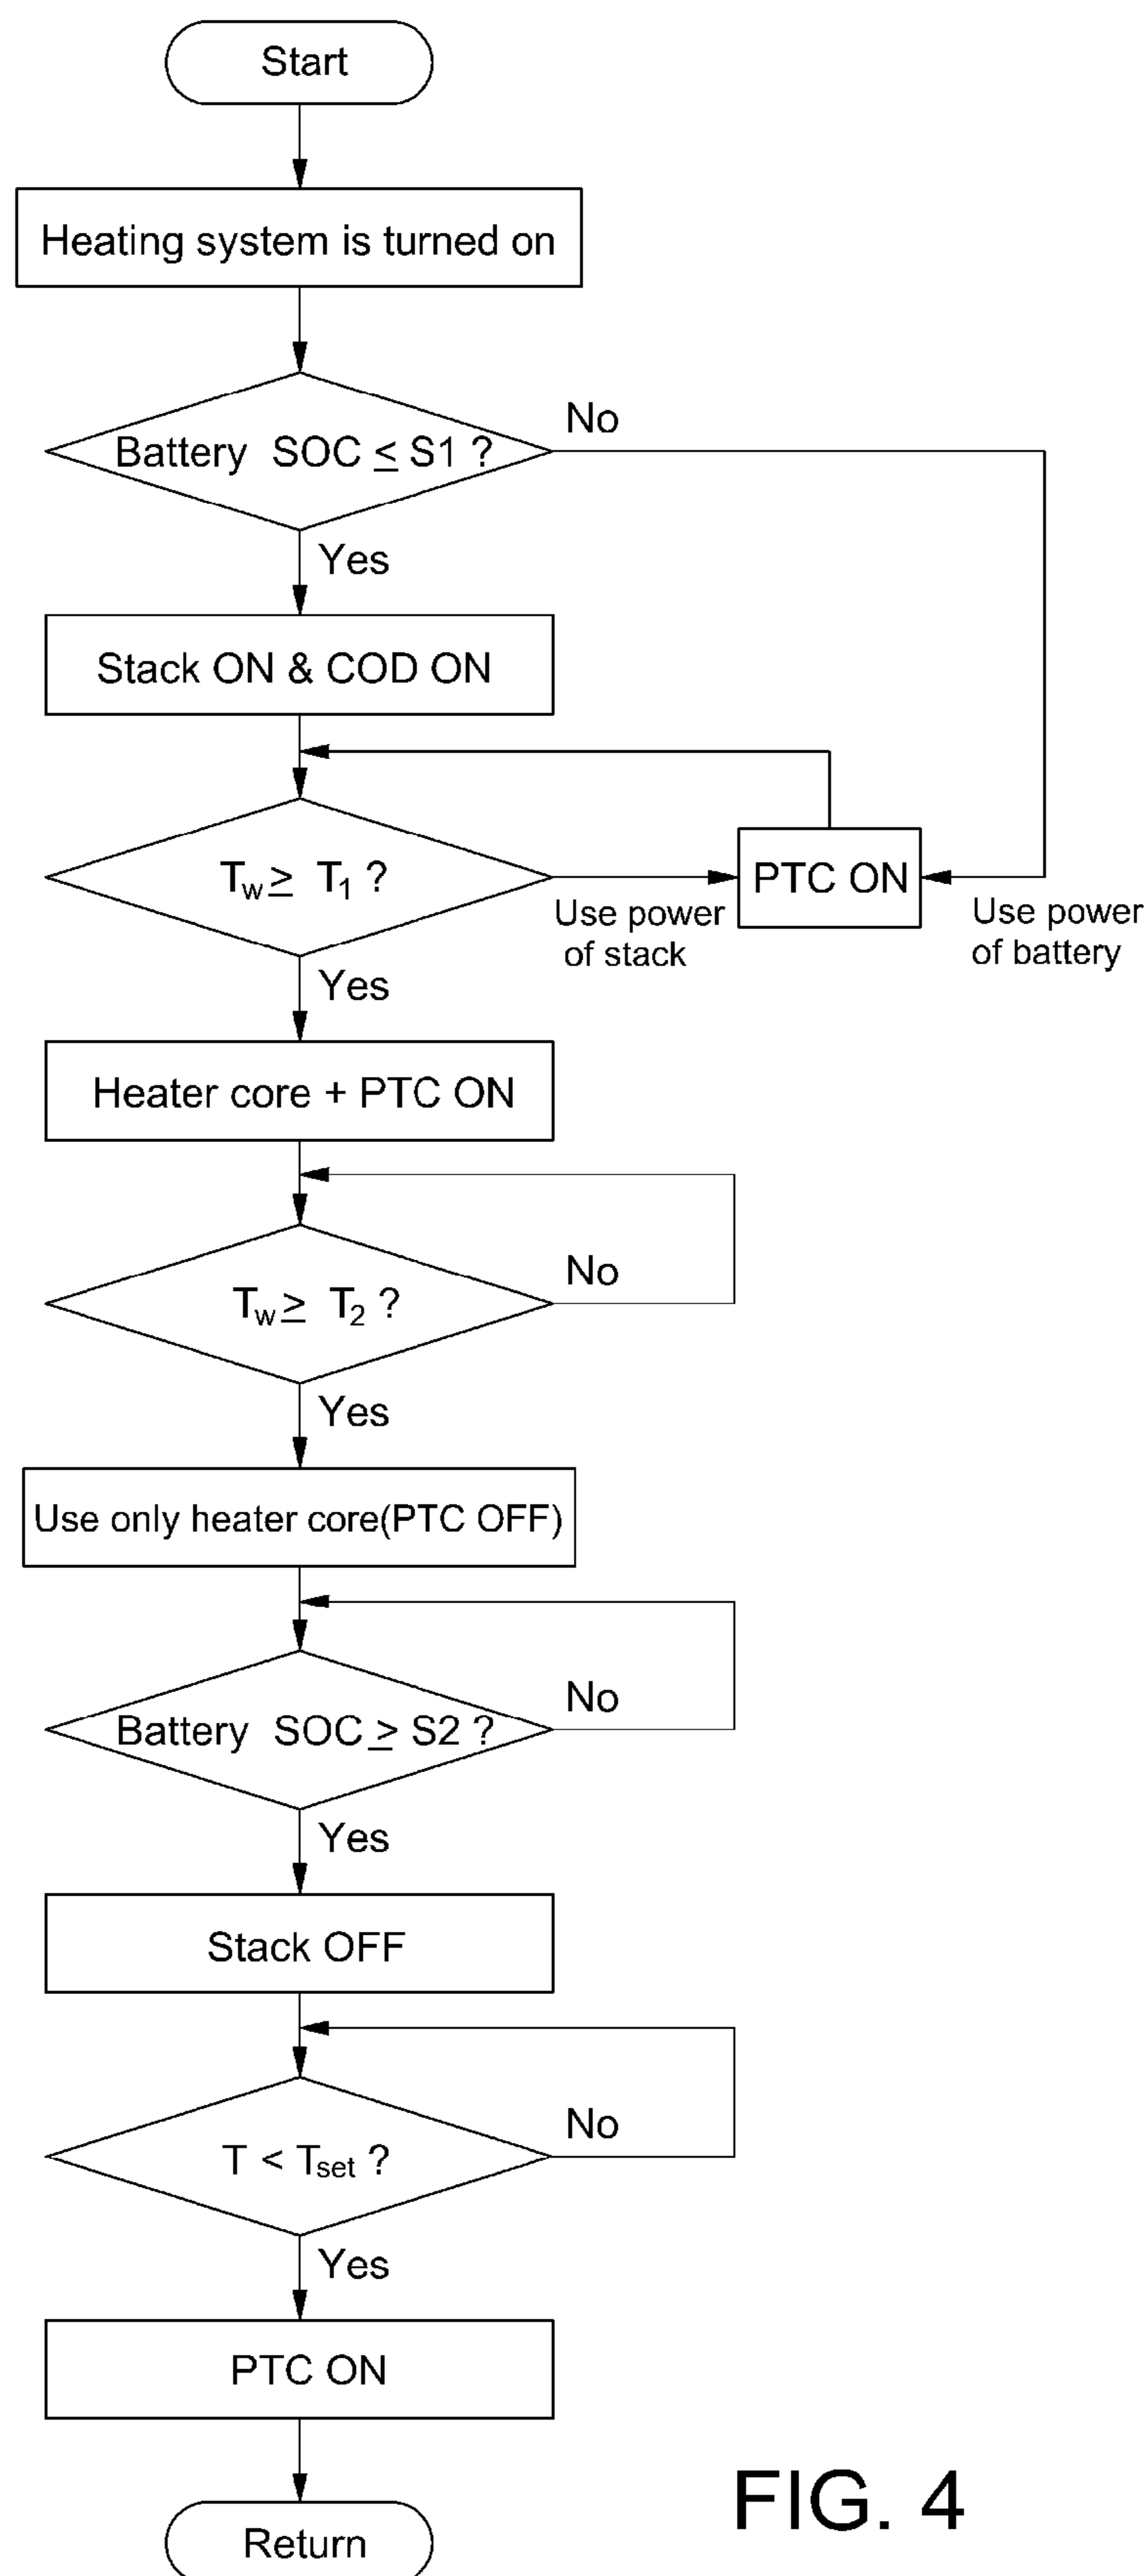 Start
Heating system is turned on
Battery SOC ≤ S1 ?
No
Yes
Stack ON & COD ON
Tw ≥ T1 ?
PTC ON
Use power
of stack
Use power
of battery
Yes
Heater core + PTC ON
Tw ≥ T2 ?
No
Yes
Use only heater core(PTC OFF)
Battery SOC ≥ S2 ?
No
Yes
Stack OFF
T < Tset ?
No
Yes
PTC ON
Return
FIG. 4